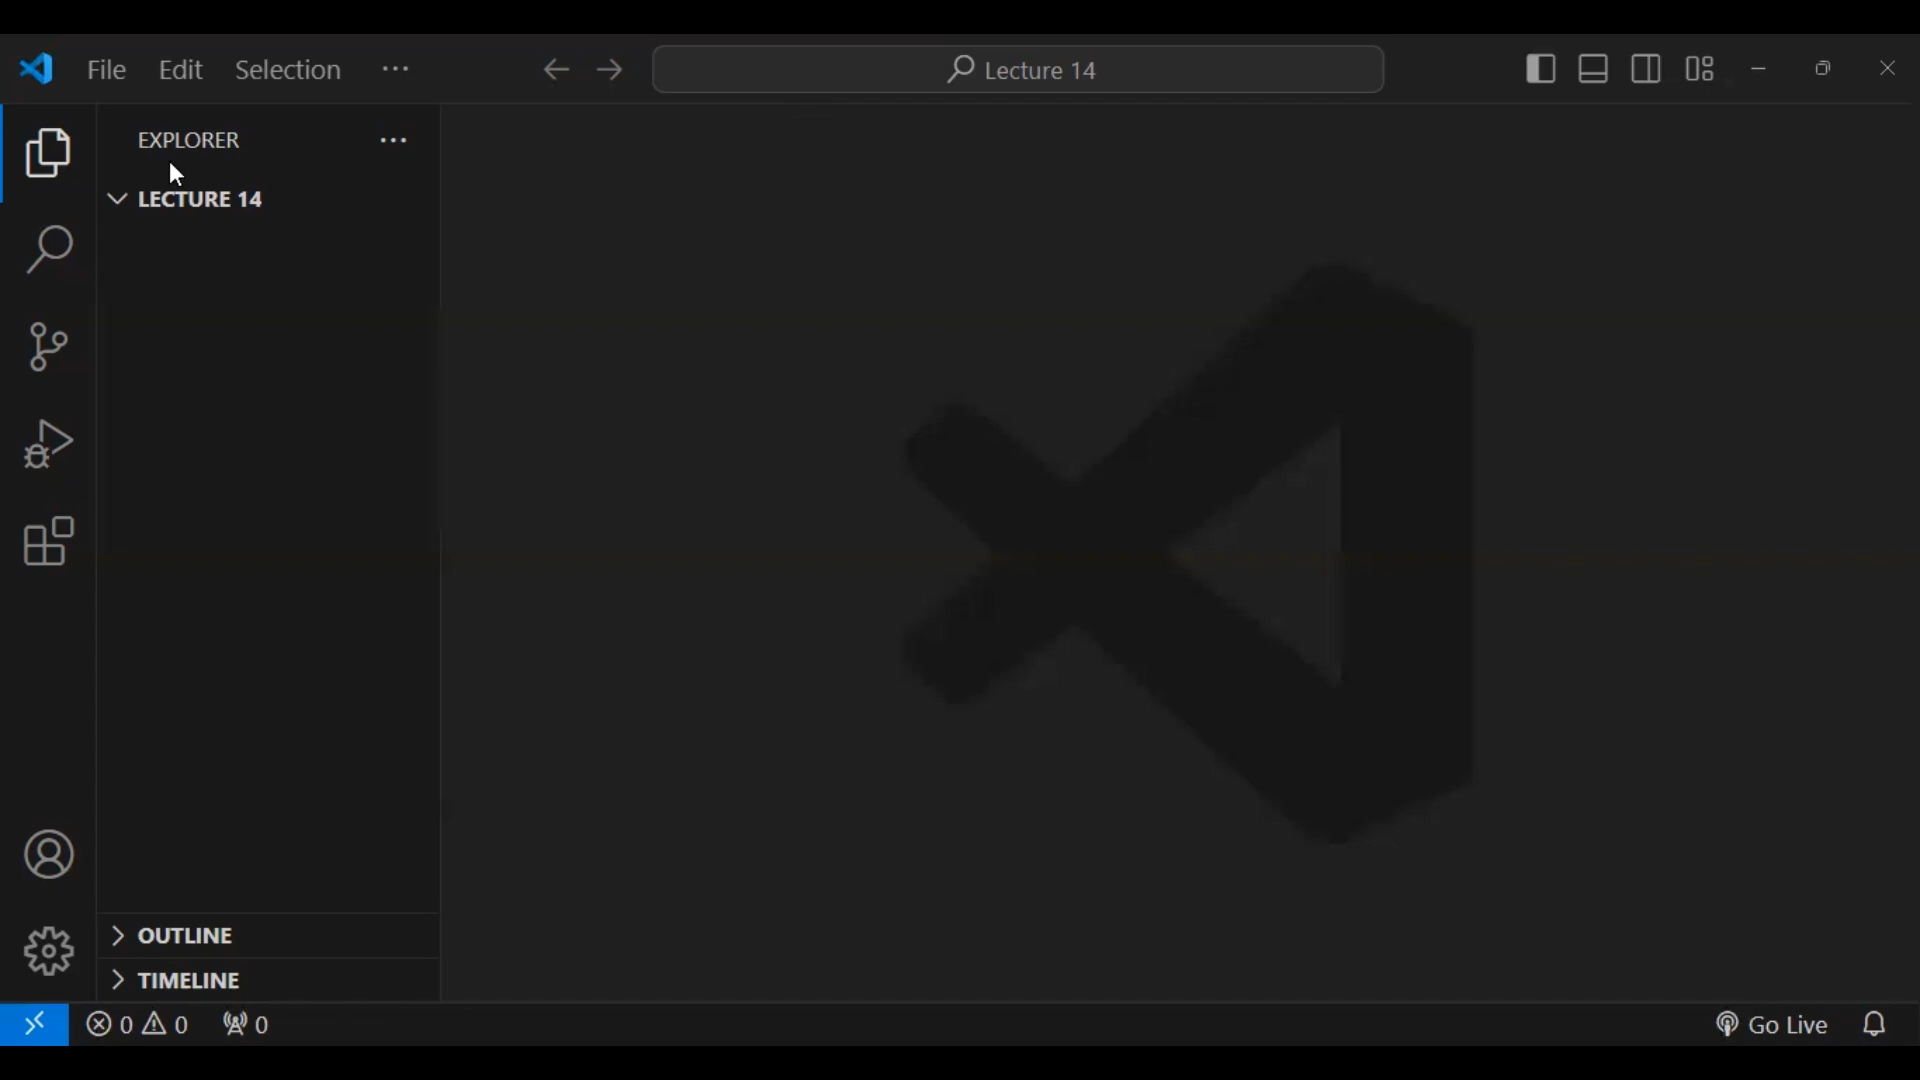 File Edit Selection ···
Lecture 14
EXPLORER ···
LECTURE 14
OUTLINE
TIMELINE
0 0 0
Go Live